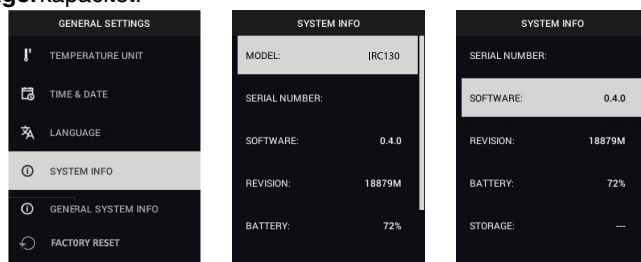 kapacitet.
GENERAL SETTINGS
TEMPERATURE UNIT
TIME & DATE
LANGUAGE
SYSTEM INFO
GENERAL SYSTEM INFO
FACTORY RESET
SYSTEM INFO
MODEL: IRC130
SERIAL NUMBER:
SOFTWARE: 0.4.0
REVISION: 18879M
BATTERY: 72%
SYSTEM INFO
SERIAL NUMBER:
SOFTWARE: 0.4.0
REVISION: 18879M
BATTERY: 72%
STORAGE: ---